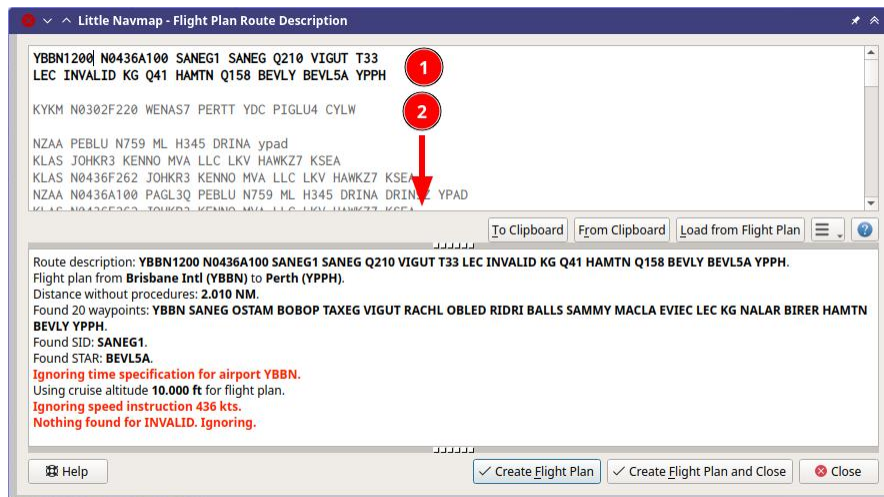 Little Navmap - Flight Plan Route Description
YBBN1200 N0436A100 SANEG1 SANEG Q210 VIGUT T33
LEC INVALID KG Q41 HAMTN Q158 BEVLY BEVL5A YPPH
1
KYKM N0302F220 WENAS7 PERTT YDC PIGLU4 CYLW
2
NZAA PEBLU N759 ML H345 DRINA ypad
KLAS JOHKR3 KENNO MVA LLC LKV HAWKZ7 KSEA
KLAS N0436F262 JOHKR3 KENNO MVA LLC LKV HAWKZ7 KSEA
NZAA N0436A100 PAGL3Q PEBLU N759 ML H345 DRINA YPAD
To Clipboard From Clipboard Load from Flight Plan
Route description: YBBN1200 N0436A100 SANEG1 SANEG Q210 VIGUT T33 LEC INVALID KG Q41 HAMTN Q158 BEVLY BEVL5A YPPH.
Flight plan from Brisbane Intl (YBBN) to Perth (YPPH).
Distance without procedures: 2.010 NM.
Found 20 waypoints: YBBN SANEG OSTAM BOBOP TAXEG VIGUT RACHL OBLED RIDRI BALLS SAMMY MACLA EVIEC LEC KG NALAR BIRER HAMTN
BEVLY YPPH.
Found SID: SANEG1.
Found STAR: BEVL5A.
Ignoring time specification for airport YBBN.
Using cruise altitude 10.000 ft for flight plan.
Ignoring speed instruction 436 kts.
Nothing found for INVALID. Ignoring.
Help Create Flight Plan Create Flight Plan and Close Close